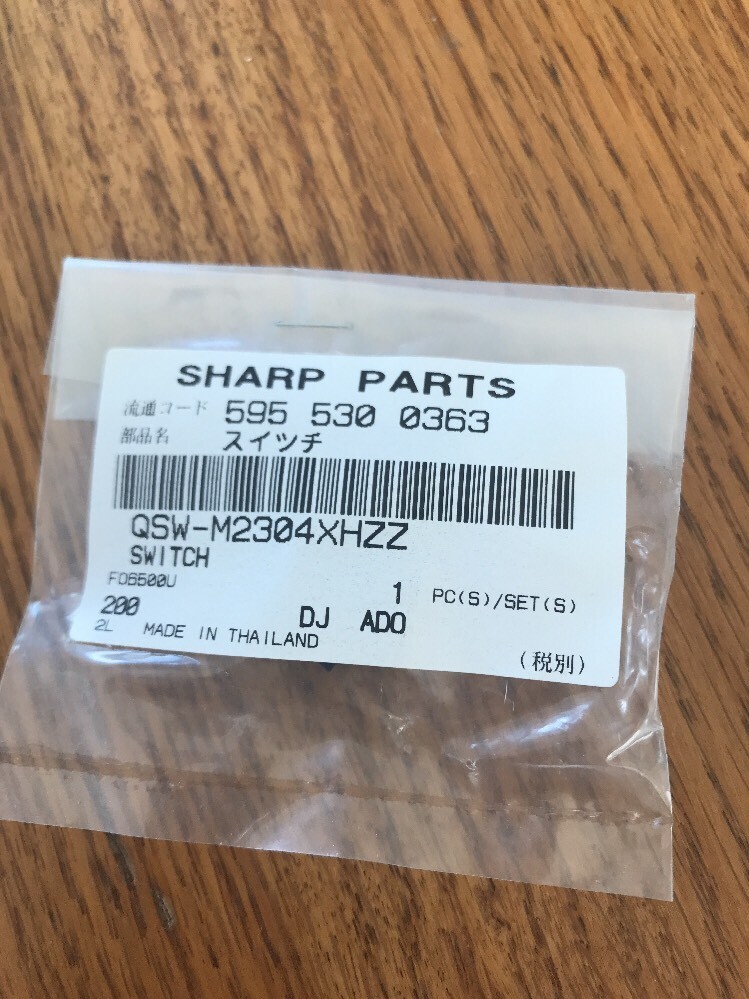 SHARP PARTS
流通コード 595 530 0363
部品名 スイッチ
QSW-M2304XHZZ
SWITCH
FO6500U
1 PC(S)/SET(S)
200 DJ ADO
2L MADE IN THAILAND
(税別)